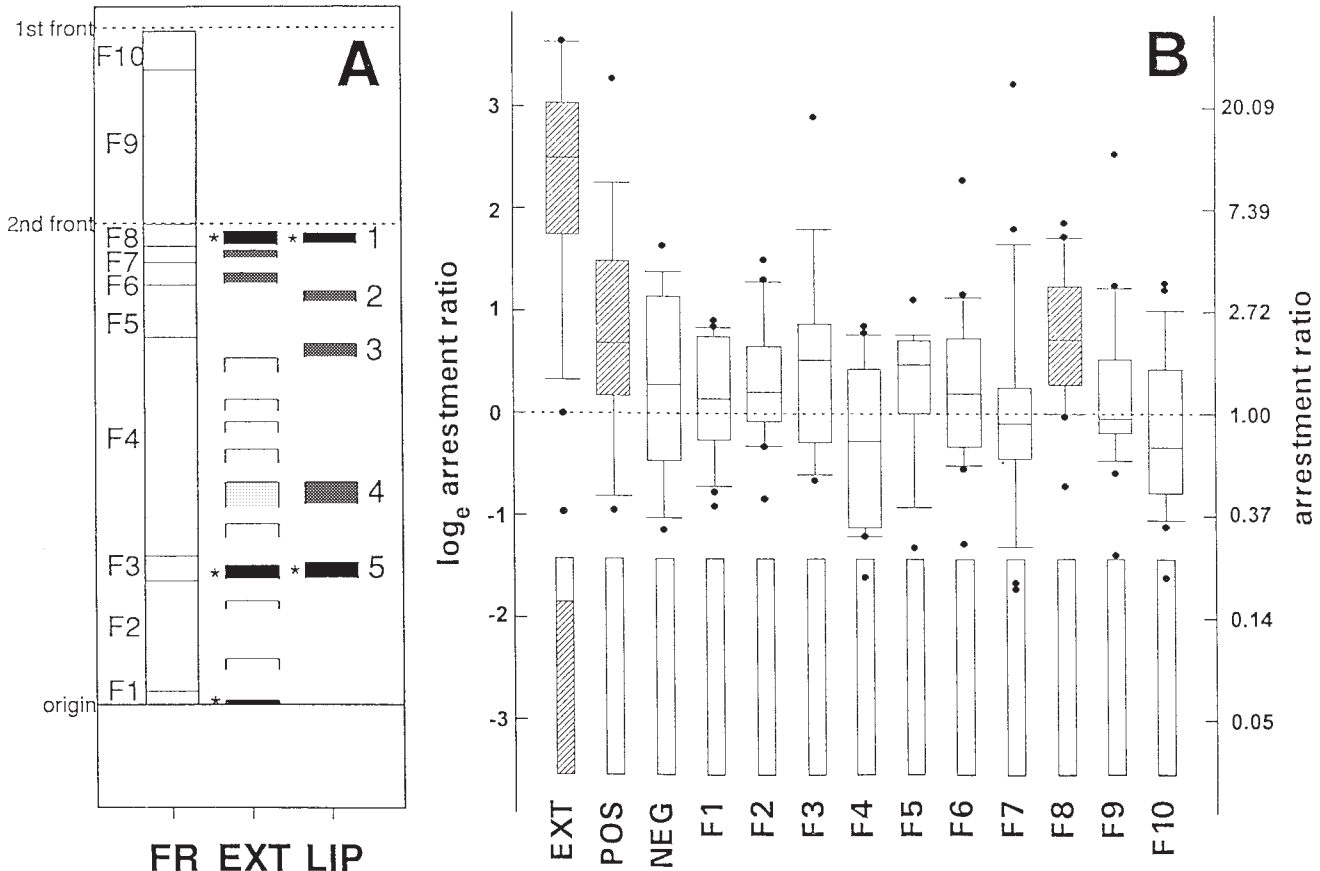 1st front
F10
A
F9
2nd front
F8
F7
F6
F5
F4
F3
F2
F1
origin
* * 1
2
3
4
* * 5
*
FR EXT LIP
B
log_e arrestment ratio
3
2
1
0
-1
-2
-3
20.09
7.39
2.72
1.00
0.37
0.14
0.05
arrestment ratio
EXT POS NEG F1 F2 F3 F4 F5 F6 F7 F8 F9 F10